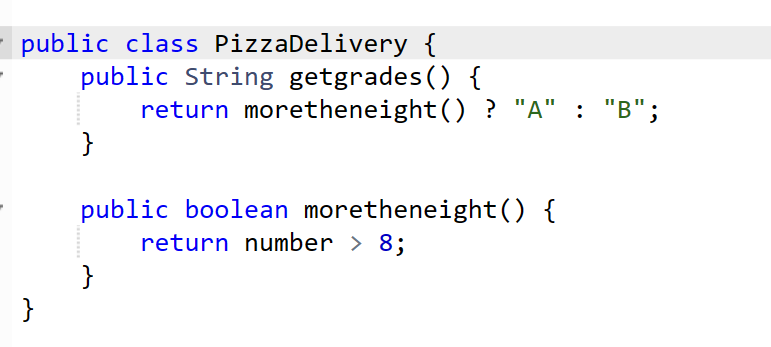 public class PizzaDelivery {
    public String getgrades() {
        return moretheneight() ? "A" : "B";
    }

    public boolean moretheneight() {
        return number > 8;
    }
}